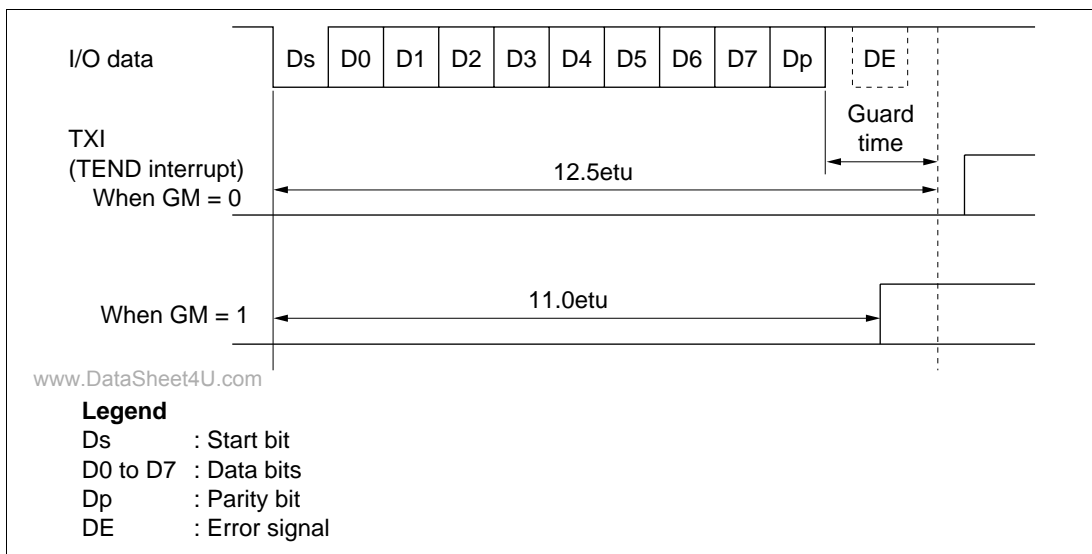 I/O data
Ds D0 D1 D2 D3 D4 D5 D6 D7 Dp DE
Guard
time
TXI
(TEND interrupt)
When GM = 0
12.5etu
When GM = 1
11.0etu
www.DataSheet4U.com
Legend
Ds : Start bit
D0 to D7 : Data bits
Dp : Parity bit
DE : Error signal